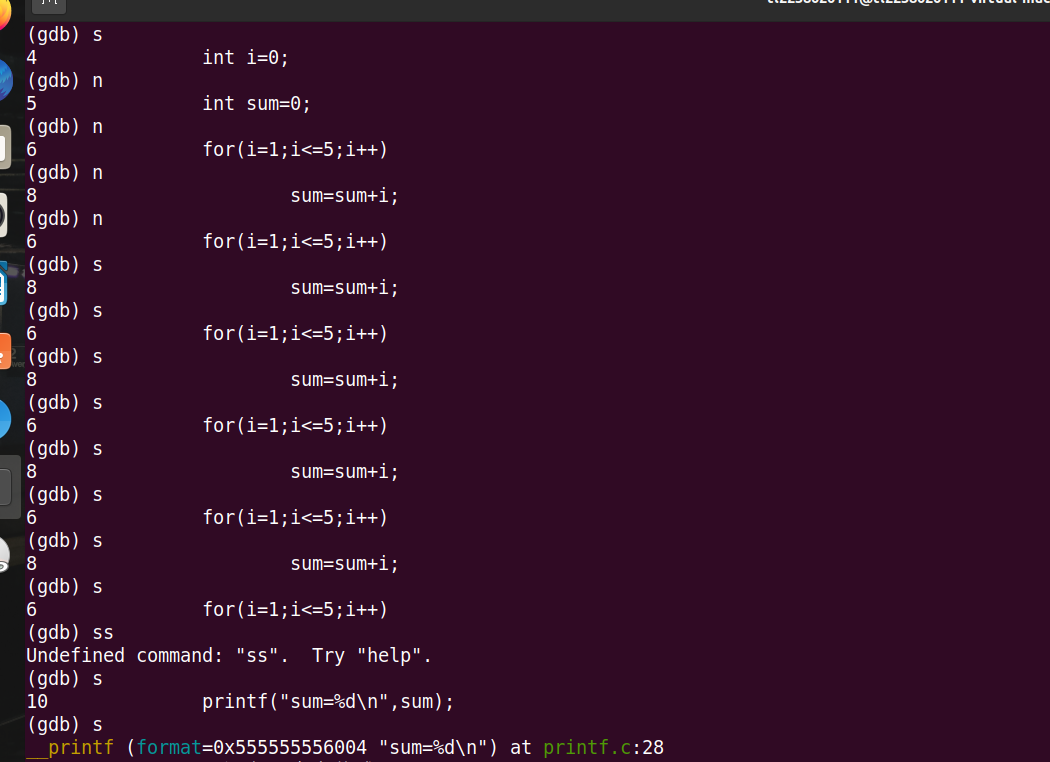 (gdb) s
4               int i=0;
(gdb) n
5               int sum=0;
(gdb) n
6               for(i=1;i<=5;i++)
(gdb) n
8                       sum=sum+i;
(gdb) n
6               for(i=1;i<=5;i++)
(gdb) s
8                       sum=sum+i;
(gdb) s
6               for(i=1;i<=5;i++)
(gdb) s
8                       sum=sum+i;
(gdb) s
6               for(i=1;i<=5;i++)
(gdb) s
8                       sum=sum+i;
(gdb) s
6               for(i=1;i<=5;i++)
(gdb) s
8                       sum=sum+i;
(gdb) s
6               for(i=1;i<=5;i++)
(gdb) ss
Undefined command: "ss".  Try "help".
(gdb) s
10              printf("sum=%d\n",sum);
(gdb) s
__printf (format=0x555555556004 "sum=%d\n") at printf.c:28